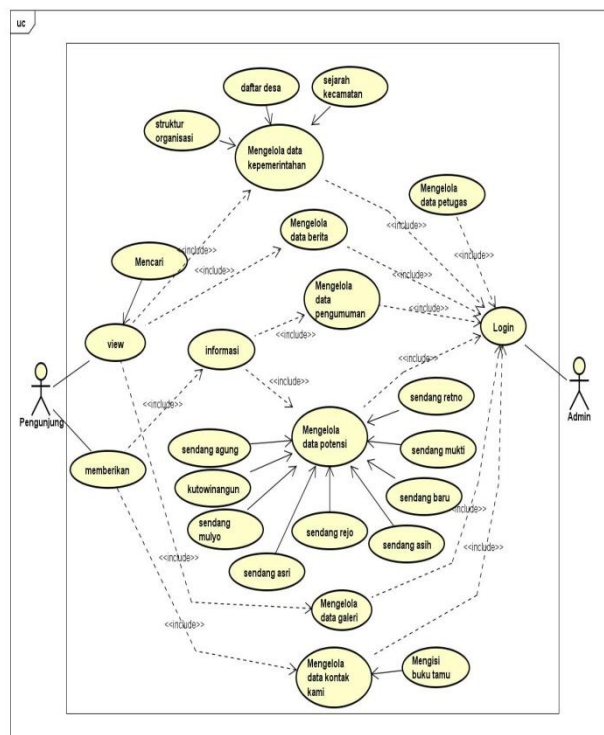 uc
daftar desa
sejarah
kecamatan
struktur
organisasi
Mengelola data
kepemerintahan
Mengelola
data petugas
Mengelola
data berita
<<include>>
<<include>>
<<include>>
<<include>>
<<include>>
Mencari
Mengelola
data
pengumuman
<<include>>
<<include>>
Login
view
informasi
<<include>>
<<include>>
<<include>>
Pengunjung
Admin
memberikan
Mengelola
data potensi
sendang retno
sendang agung
sendang mukti
kutowinangun
sendang baru
sendang
mulyo
sendang rejo
sendang asih
sendang asri
<<include>>
<<include>>
<<include>>
<<include>>
Mengelola
data galeri
Mengelola
data kontak
kami
Mengisi
buku tamu